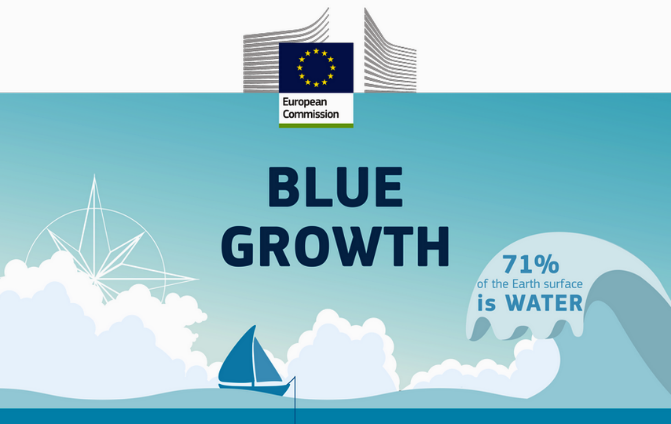 European
Commission
BLUE
GROWTH
71%
of the Earth surface
is WATER